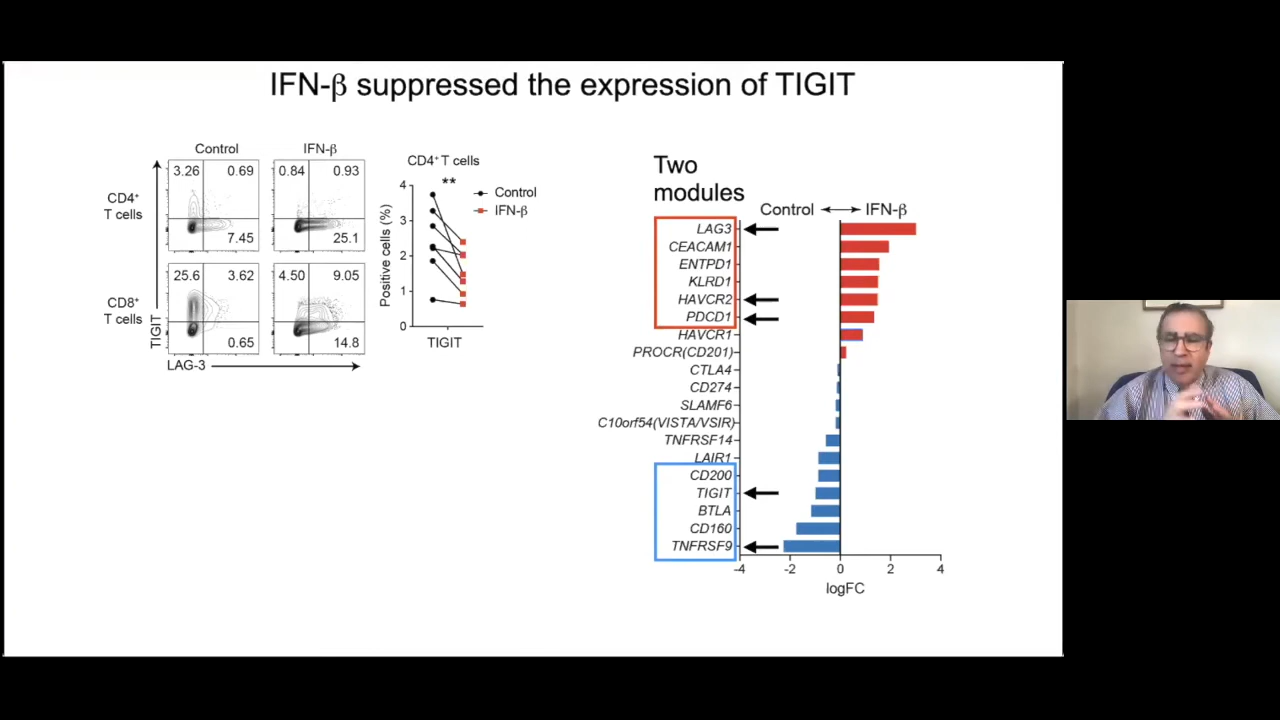 IFN-β suppressed the expression of TIGIT
Control
IFN-β
CD4⁺
T cells
3.26
0.69
7.45
0.84
0.93
25.1
CD8⁺
T cells
25.6
3.62
0.65
4.50
9.05
14.8
TIGIT
LAG-3
CD4⁺ T cells
**
Control
IFN-β
Positive cells (%)
4
3
2
1
0
TIGIT
Two
modules
Control
IFN-β
LAG3
CEACAM1
ENTPD1
KLRD1
HAVCR2
PDCD1
HAVCR1
PROCR(CD201)
CTLA4
CD274
SLAMF6
C10orf54(VISTA/VSIR)
TNFRSF14
LAIR1
CD200
TIGIT
BTLA
CD160
TNFRSF9
-4
-2
0
2
4
logFC